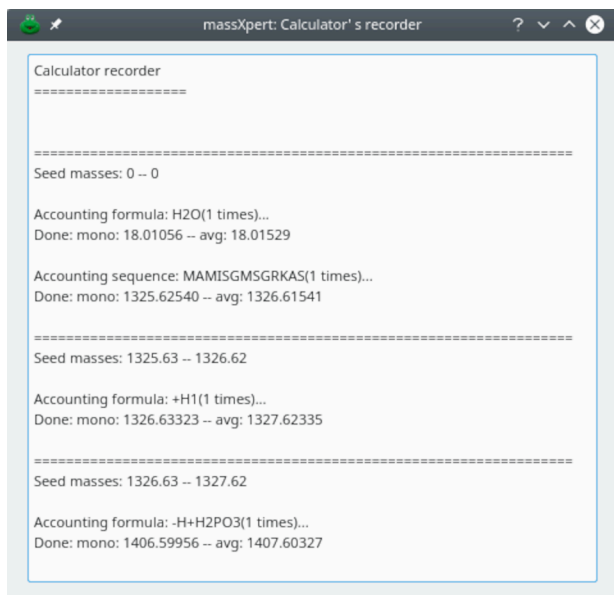 massXpert: Calculator' s recorder
Calculator recorder
===================
===================================================================
Seed masses: 0 -- 0
Accounting formula: H2O(1 times)...
Done: mono: 18.01056 -- avg: 18.01529
Accounting sequence: MAMISGMSGRKAS(1 times)...
Done: mono: 1325.62540 -- avg: 1326.61541
===================================================================
Seed masses: 1325.63 -- 1326.62
Accounting formula: +H1(1 times)...
Done: mono: 1326.63323 -- avg: 1327.62335
===================================================================
Seed masses: 1326.63 -- 1327.62
Accounting formula: -H+H2PO3(1 times)...
Done: mono: 1406.59956 -- avg: 1407.60327